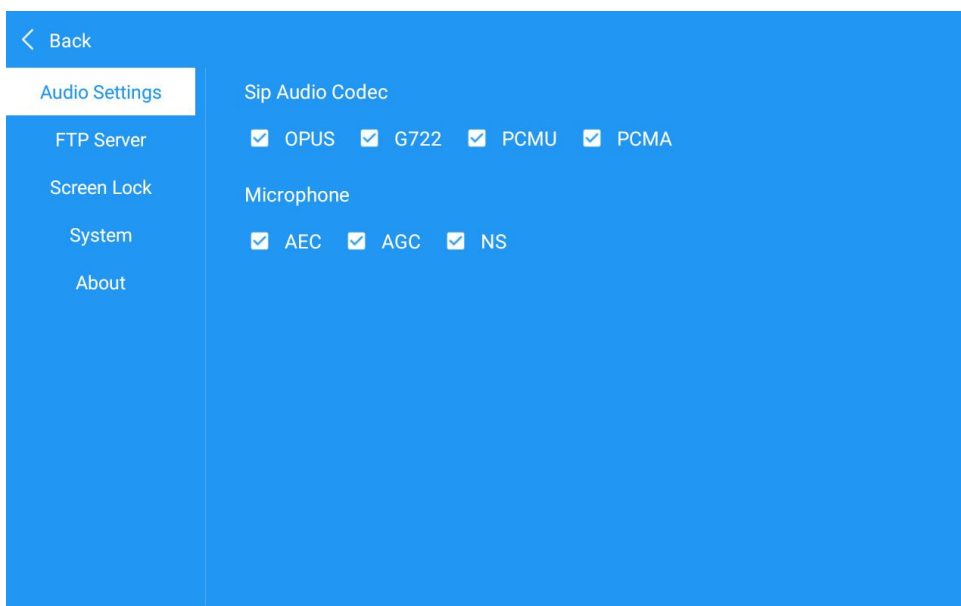 Back
Audio Settings
FTP Server
Screen Lock
System
About
Sip Audio Codec
OPUS G722 PCMU PCMA
Microphone
AEC AGC NS